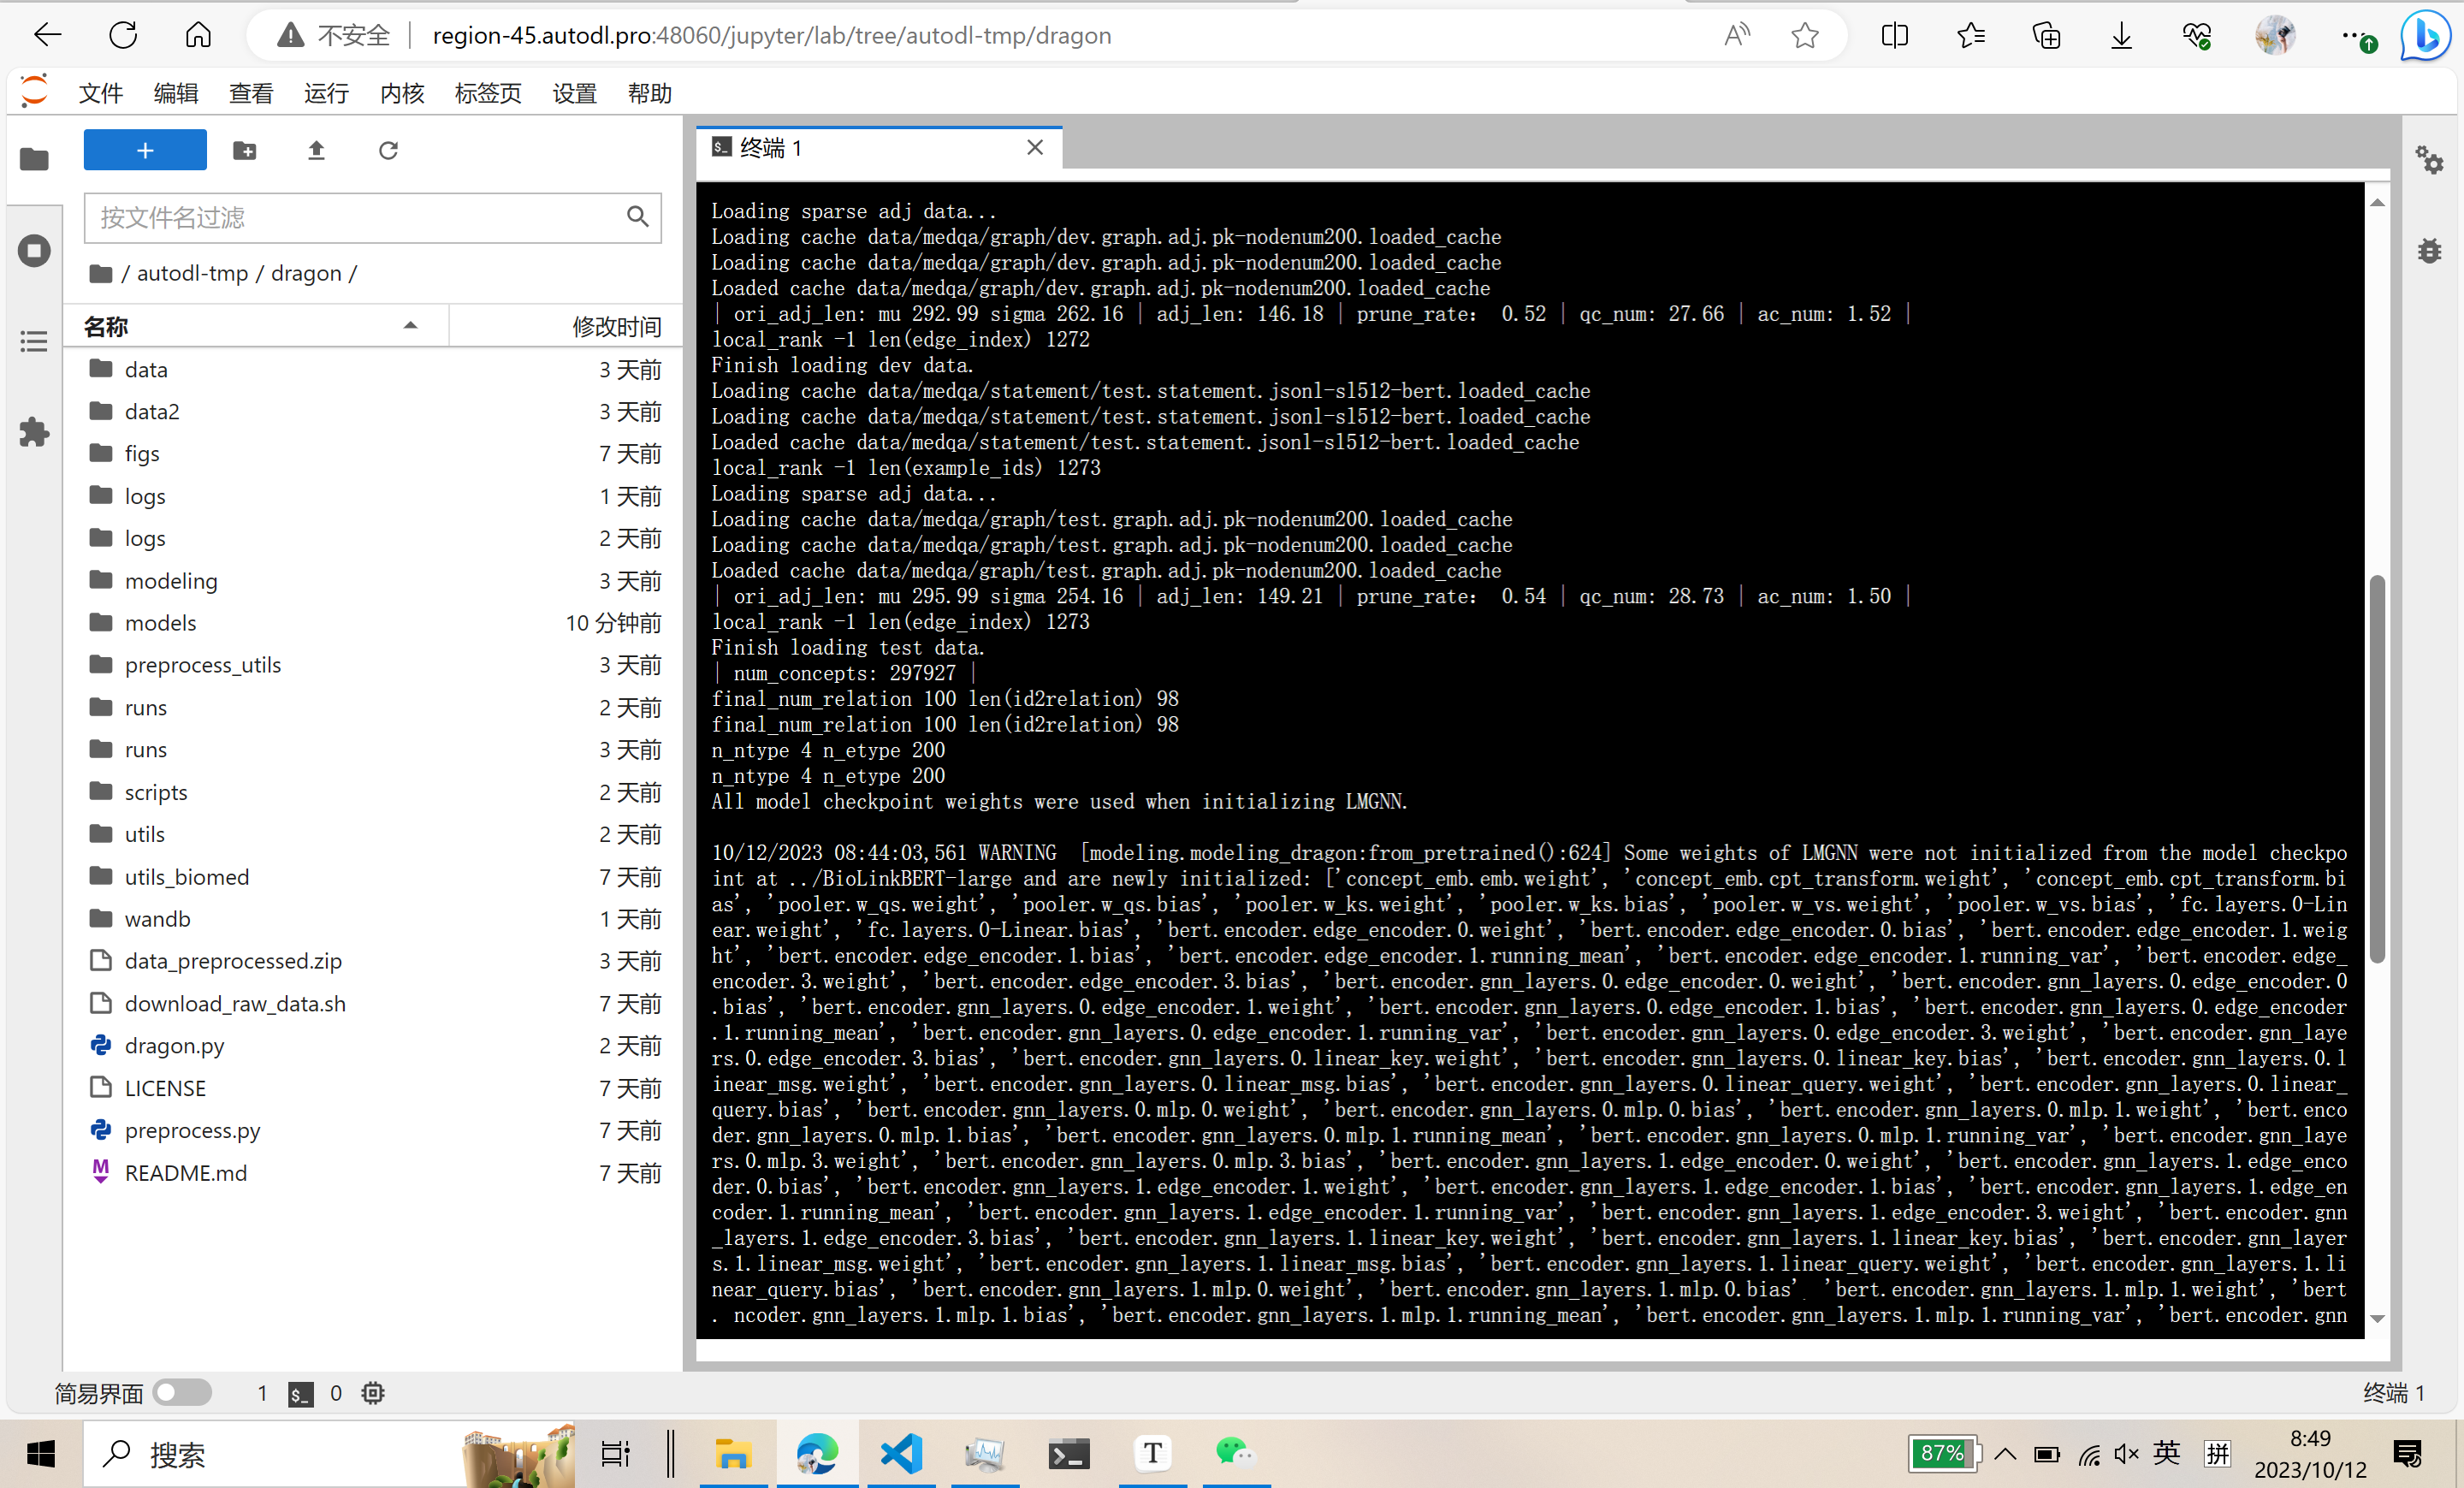 不安全 region-45.autodl.pro:48060/jupyter/lab/tree/autodl-tmp/dragon
文件 编辑 查看 运行 内核 标签页 设置 帮助
+
按文件名过滤
/ autodl-tmp / dragon /
名称 修改时间
data 3 天前
data2 3 天前
figs 7 天前
logs 1 天前
logs 2 天前
modeling 3 天前
models 10 分钟前
preprocess_utils 3 天前
runs 2 天前
runs 3 天前
scripts 2 天前
utils 2 天前
utils_biomed 7 天前
wandb 1 天前
data_preprocessed.zip 3 天前
download_raw_data.sh 7 天前
dragon.py 2 天前
LICENSE 7 天前
preprocess.py 7 天前
README.md 7 天前
终端 1
Loading sparse adj data...
Loading cache data/medqa/graph/dev.graph.adj.pk-nodenum200.loaded_cache
Loading cache data/medqa/graph/dev.graph.adj.pk-nodenum200.loaded_cache
Loaded cache data/medqa/graph/dev.graph.adj.pk-nodenum200.loaded_cache
| ori_adj_len: mu 292.99 sigma 262.16 | adj_len: 146.18 | prune_rate: 0.52 | qc_num: 27.66 | ac_num: 1.52 |
local_rank -1 len(edge_index) 1272
Finish loading dev data.
Loading cache data/medqa/statement/test.statement.jsonl-sl512-bert.loaded_cache
Loading cache data/medqa/statement/test.statement.jsonl-sl512-bert.loaded_cache
Loaded cache data/medqa/statement/test.statement.jsonl-sl512-bert.loaded_cache
local_rank -1 len(example_ids) 1273
Loading sparse adj data...
Loading cache data/medqa/graph/test.graph.adj.pk-nodenum200.loaded_cache
Loading cache data/medqa/graph/test.graph.adj.pk-nodenum200.loaded_cache
Loaded cache data/medqa/graph/test.graph.adj.pk-nodenum200.loaded_cache
| ori_adj_len: mu 295.99 sigma 254.16 | adj_len: 149.21 | prune_rate: 0.54 | qc_num: 28.73 | ac_num: 1.50 |
local_rank -1 len(edge_index) 1273
Finish loading test data.
| num_concepts: 297927 |
final_num_relation 100 len(id2relation) 98
final_num_relation 100 len(id2relation) 98
n_ntype 4 n_etype 200
n_ntype 4 n_etype 200
All model checkpoint weights were used when initializing LMGNN.
10/12/2023 08:44:03,561 WARNING  [modeling.modeling_dragon:from_pretrained():624] Some weights of LMGNN were not initialized from the model checkpo
int at ../BioLinkBERT-large and are newly initialized: ['concept_emb.emb.weight', 'concept_emb.cpt_transform.weight', 'concept_emb.cpt_transform.bi
as', 'pooler.w_qs.weight', 'pooler.w_qs.bias', 'pooler.w_ks.weight', 'pooler.w_ks.bias', 'pooler.w_vs.weight', 'pooler.w_vs.bias', 'fc.layers.0-Lin
ear.weight', 'fc.layers.0-Linear.bias', 'bert.encoder.edge_encoder.0.weight', 'bert.encoder.edge_encoder.0.bias', 'bert.encoder.edge_encoder.1.weig
ht', 'bert.encoder.edge_encoder.1.bias', 'bert.encoder.edge_encoder.1.running_mean', 'bert.encoder.edge_encoder.1.running_var', 'bert.encoder.edge_
encoder.3.weight', 'bert.encoder.edge_encoder.3.bias', 'bert.encoder.gnn_layers.0.edge_encoder.0.weight', 'bert.encoder.gnn_layers.0.edge_encoder.0
.bias', 'bert.encoder.gnn_layers.0.edge_encoder.1.weight', 'bert.encoder.gnn_layers.0.edge_encoder.1.bias', 'bert.encoder.gnn_layers.0.edge_encoder
.1.running_mean', 'bert.encoder.gnn_layers.0.edge_encoder.1.running_var', 'bert.encoder.gnn_layers.0.edge_encoder.3.weight', 'bert.encoder.gnn_laye
rs.0.edge_encoder.3.bias', 'bert.encoder.gnn_layers.0.linear_key.weight', 'bert.encoder.gnn_layers.0.linear_key.bias', 'bert.encoder.gnn_layers.0.l
inear_msg.weight', 'bert.encoder.gnn_layers.0.linear_msg.bias', 'bert.encoder.gnn_layers.0.linear_query.weight', 'bert.encoder.gnn_layers.0.linear_
query.bias', 'bert.encoder.gnn_layers.0.mlp.0.weight', 'bert.encoder.gnn_layers.0.mlp.0.bias', 'bert.encoder.gnn_layers.0.mlp.1.weight', 'bert.enco
der.gnn_layers.0.mlp.1.bias', 'bert.encoder.gnn_layers.0.mlp.1.running_mean', 'bert.encoder.gnn_layers.0.mlp.1.running_var', 'bert.encoder.gnn_laye
rs.0.mlp.3.weight', 'bert.encoder.gnn_layers.0.mlp.3.bias', 'bert.encoder.gnn_layers.1.edge_encoder.0.weight', 'bert.encoder.gnn_layers.1.edge_enco
der.0.bias', 'bert.encoder.gnn_layers.1.edge_encoder.1.weight', 'bert.encoder.gnn_layers.1.edge_encoder.1.bias', 'bert.encoder.gnn_layers.1.edge_en
coder.1.running_mean', 'bert.encoder.gnn_layers.1.edge_encoder.1.running_var', 'bert.encoder.gnn_layers.1.edge_encoder.3.weight', 'bert.encoder.gnn
_layers.1.edge_encoder.3.bias', 'bert.encoder.gnn_layers.1.linear_key.weight', 'bert.encoder.gnn_layers.1.linear_key.bias', 'bert.encoder.gnn_layer
s.1.linear_msg.weight', 'bert.encoder.gnn_layers.1.linear_msg.bias', 'bert.encoder.gnn_layers.1.linear_query.weight', 'bert.encoder.gnn_layers.1.li
near_query.bias', 'bert.encoder.gnn_layers.1.mlp.0.weight', 'bert.encoder.gnn_layers.1.mlp.0.bias', 'bert.encoder.gnn_layers.1.mlp.1.weight', 'bert
. ncoder.gnn_layers.1.mlp.1.bias', 'bert.encoder.gnn_layers.1.mlp.1.running_mean', 'bert.encoder.gnn_layers.1.mlp.1.running_var', 'bert.encoder.gnn
简易界面 1 0 终端 1
搜索 87% 英 拼 8:49
2023/10/12